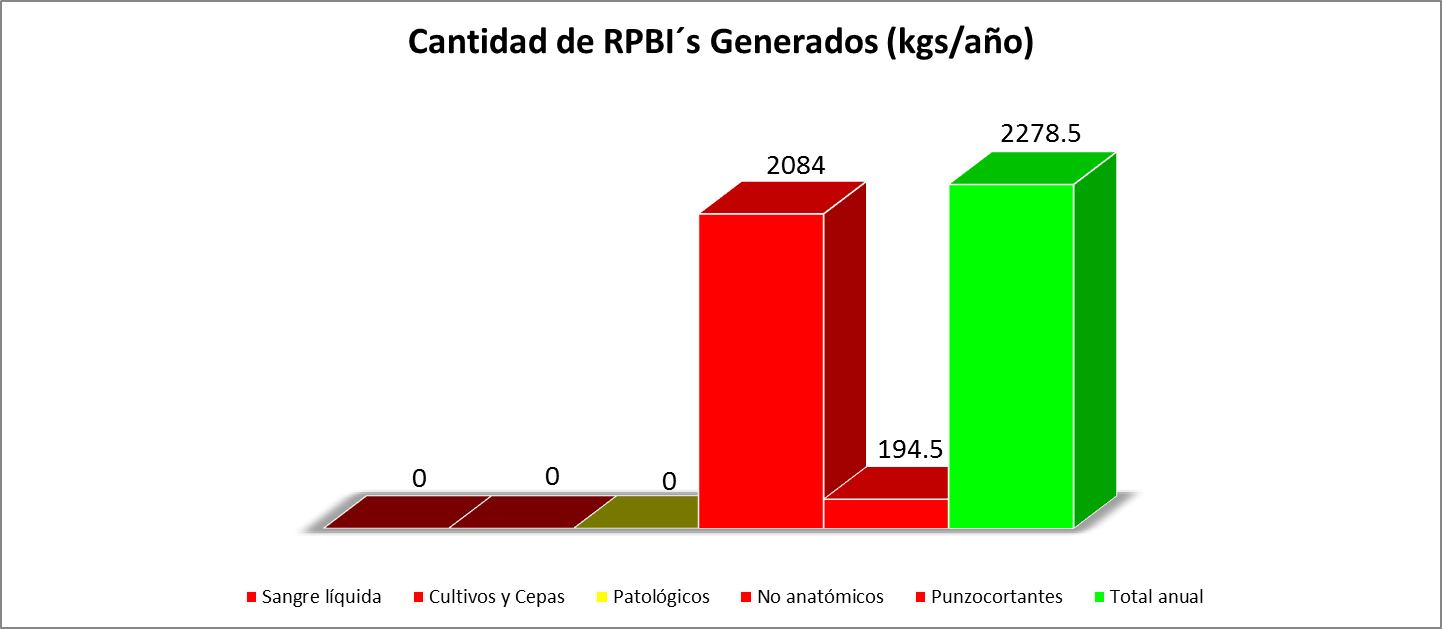 Cantidad de RPBI´s Generados (kgs/año)
2278.5
2084
194.5
0 0 0
Sangre líquida Cultivos y Cepas Patológicos No anatómicos Punzocortantes Total anual